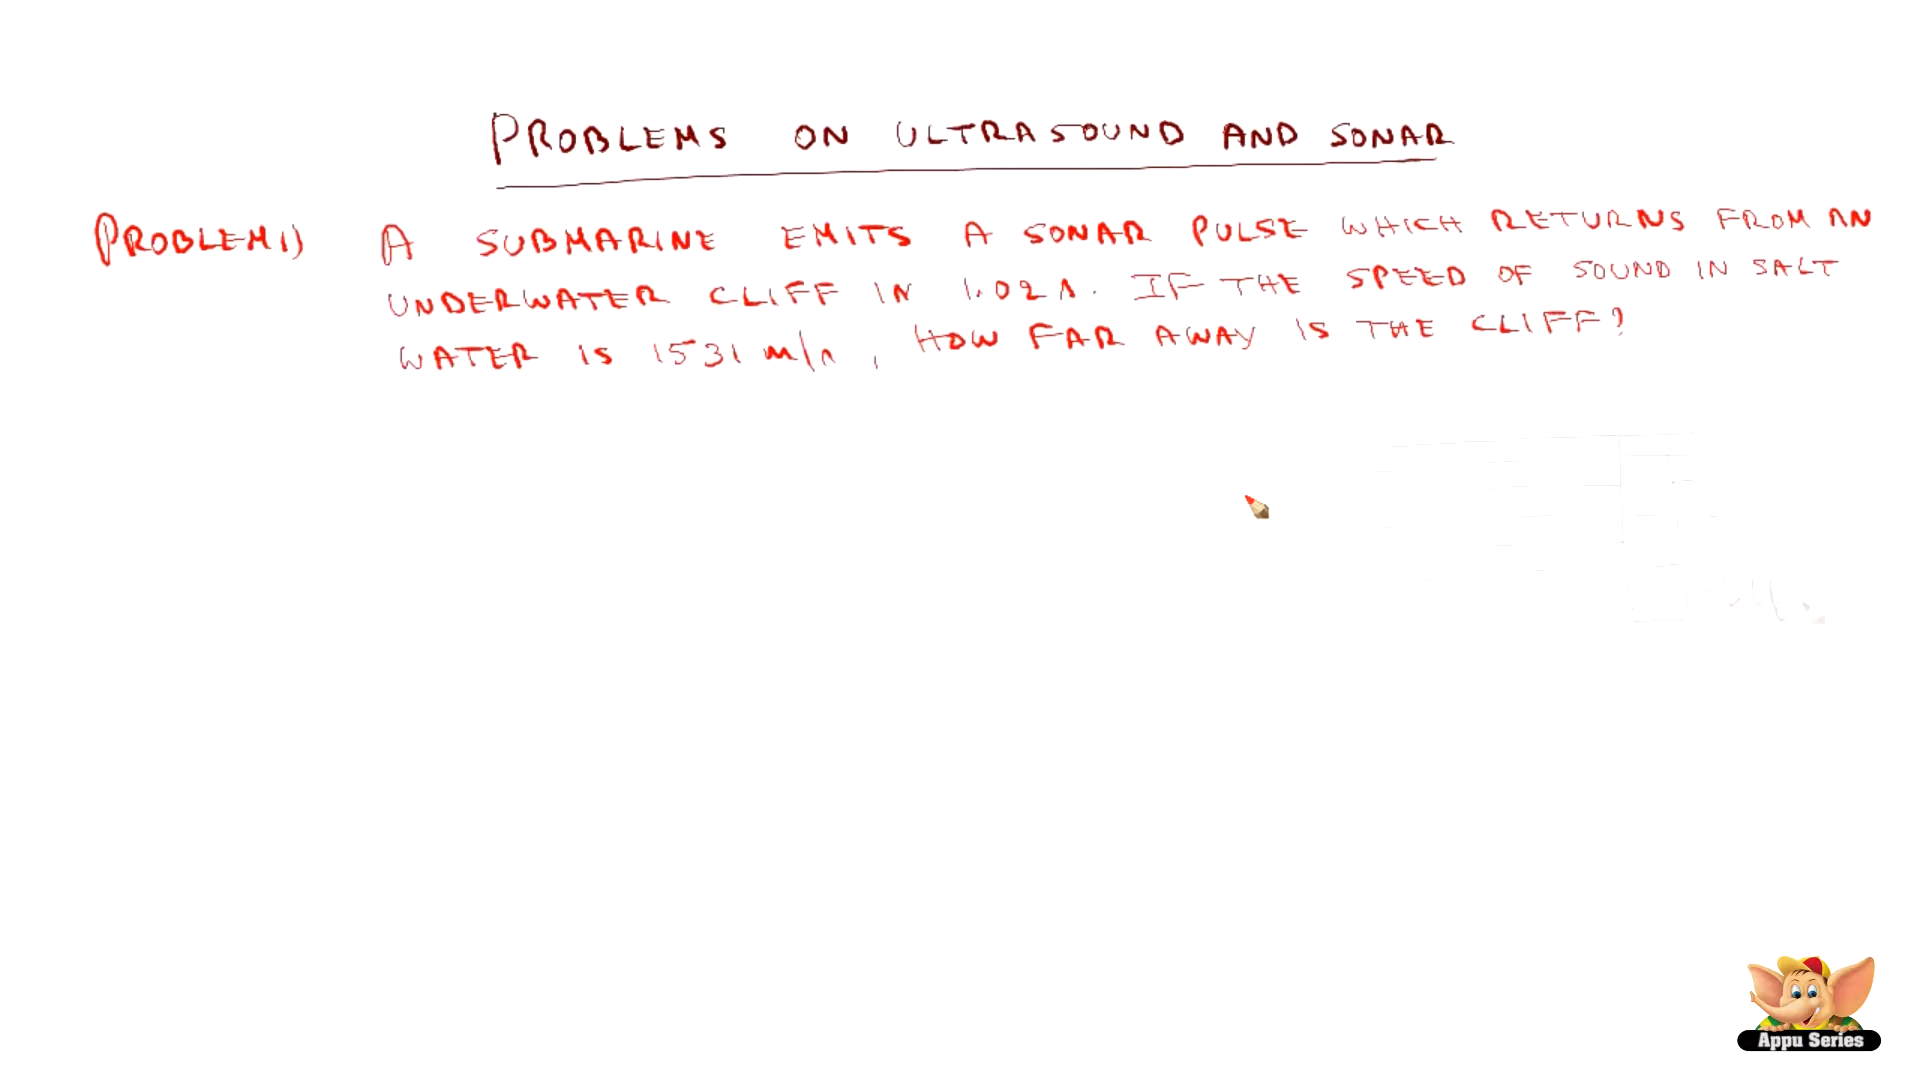 PROBLEMS ON ULTRASOUND AND SONAR
PROBLEM 1) A SUBMARINE EMITS A SONAR PULSE WHICH RETURNS FROM AN
UNDERWATER CLIFF IN 1.02 s. IF THE SPEED OF SOUND IN SALT
WATER IS 1531 m/s, HOW FAR AWAY IS THE CLIFF?
Appu Series